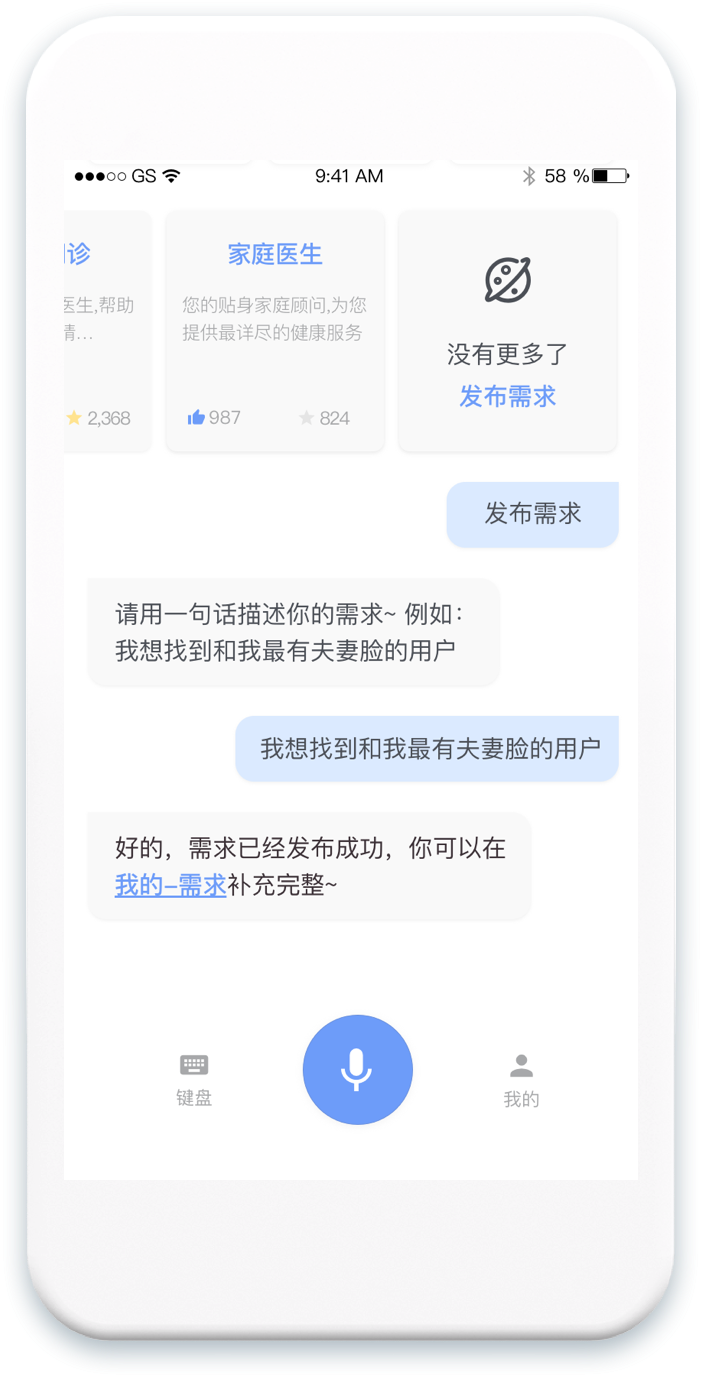 GS
9:41 AM
58 %
诊
家庭医生
医生,帮助
您的贴身家庭顾问,为您
情...
提供最详尽的健康服务
没有更多了
发布需求
2,368
987
824
发布需求
请用一句话描述你的需求~ 例如：
我想找到和我最有夫妻脸的用户
我想找到和我最有夫妻脸的用户
好的，需求已经发布成功，你可以在
我的–需求补充完整~
键盘
我的